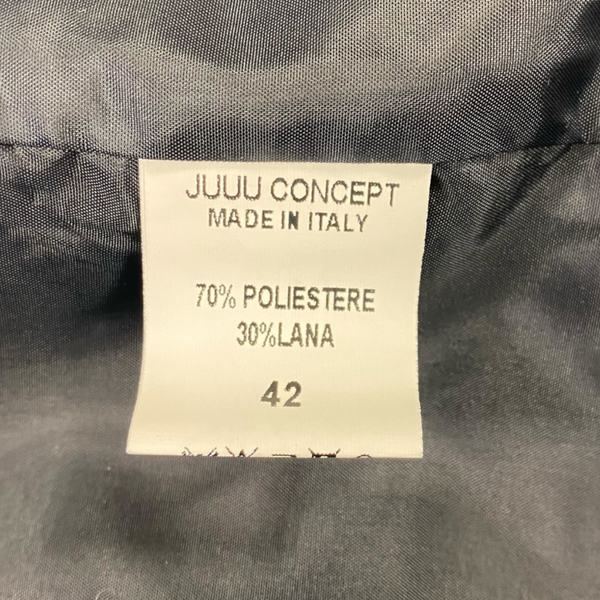 JUUU CONCEPT
MADE IN ITALY
70% POLIESTERE
30%LANA
42